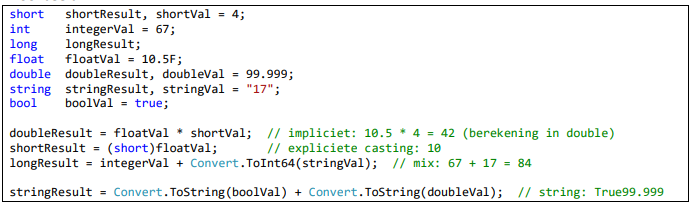 short shortResult, shortVal = 4;
int integerVal = 67;
long longResult;
float floatVal = 10.5F;
double doubleResult, doubleVal = 99.999;
string stringResult, stringVal = "17";
bool boolVal = true;
doubleResult = floatVal * shortVal; // impliciet: 10.5 * 4 = 42 (berekening in double)
shortResult = (short)floatVal; // expliciete casting: 10
longResult = integerVal + Convert.ToInt64(stringVal); // mix: 67 + 17 = 84
stringResult = Convert.ToString(boolVal) + Convert.ToString(doubleVal); // string: True99.999